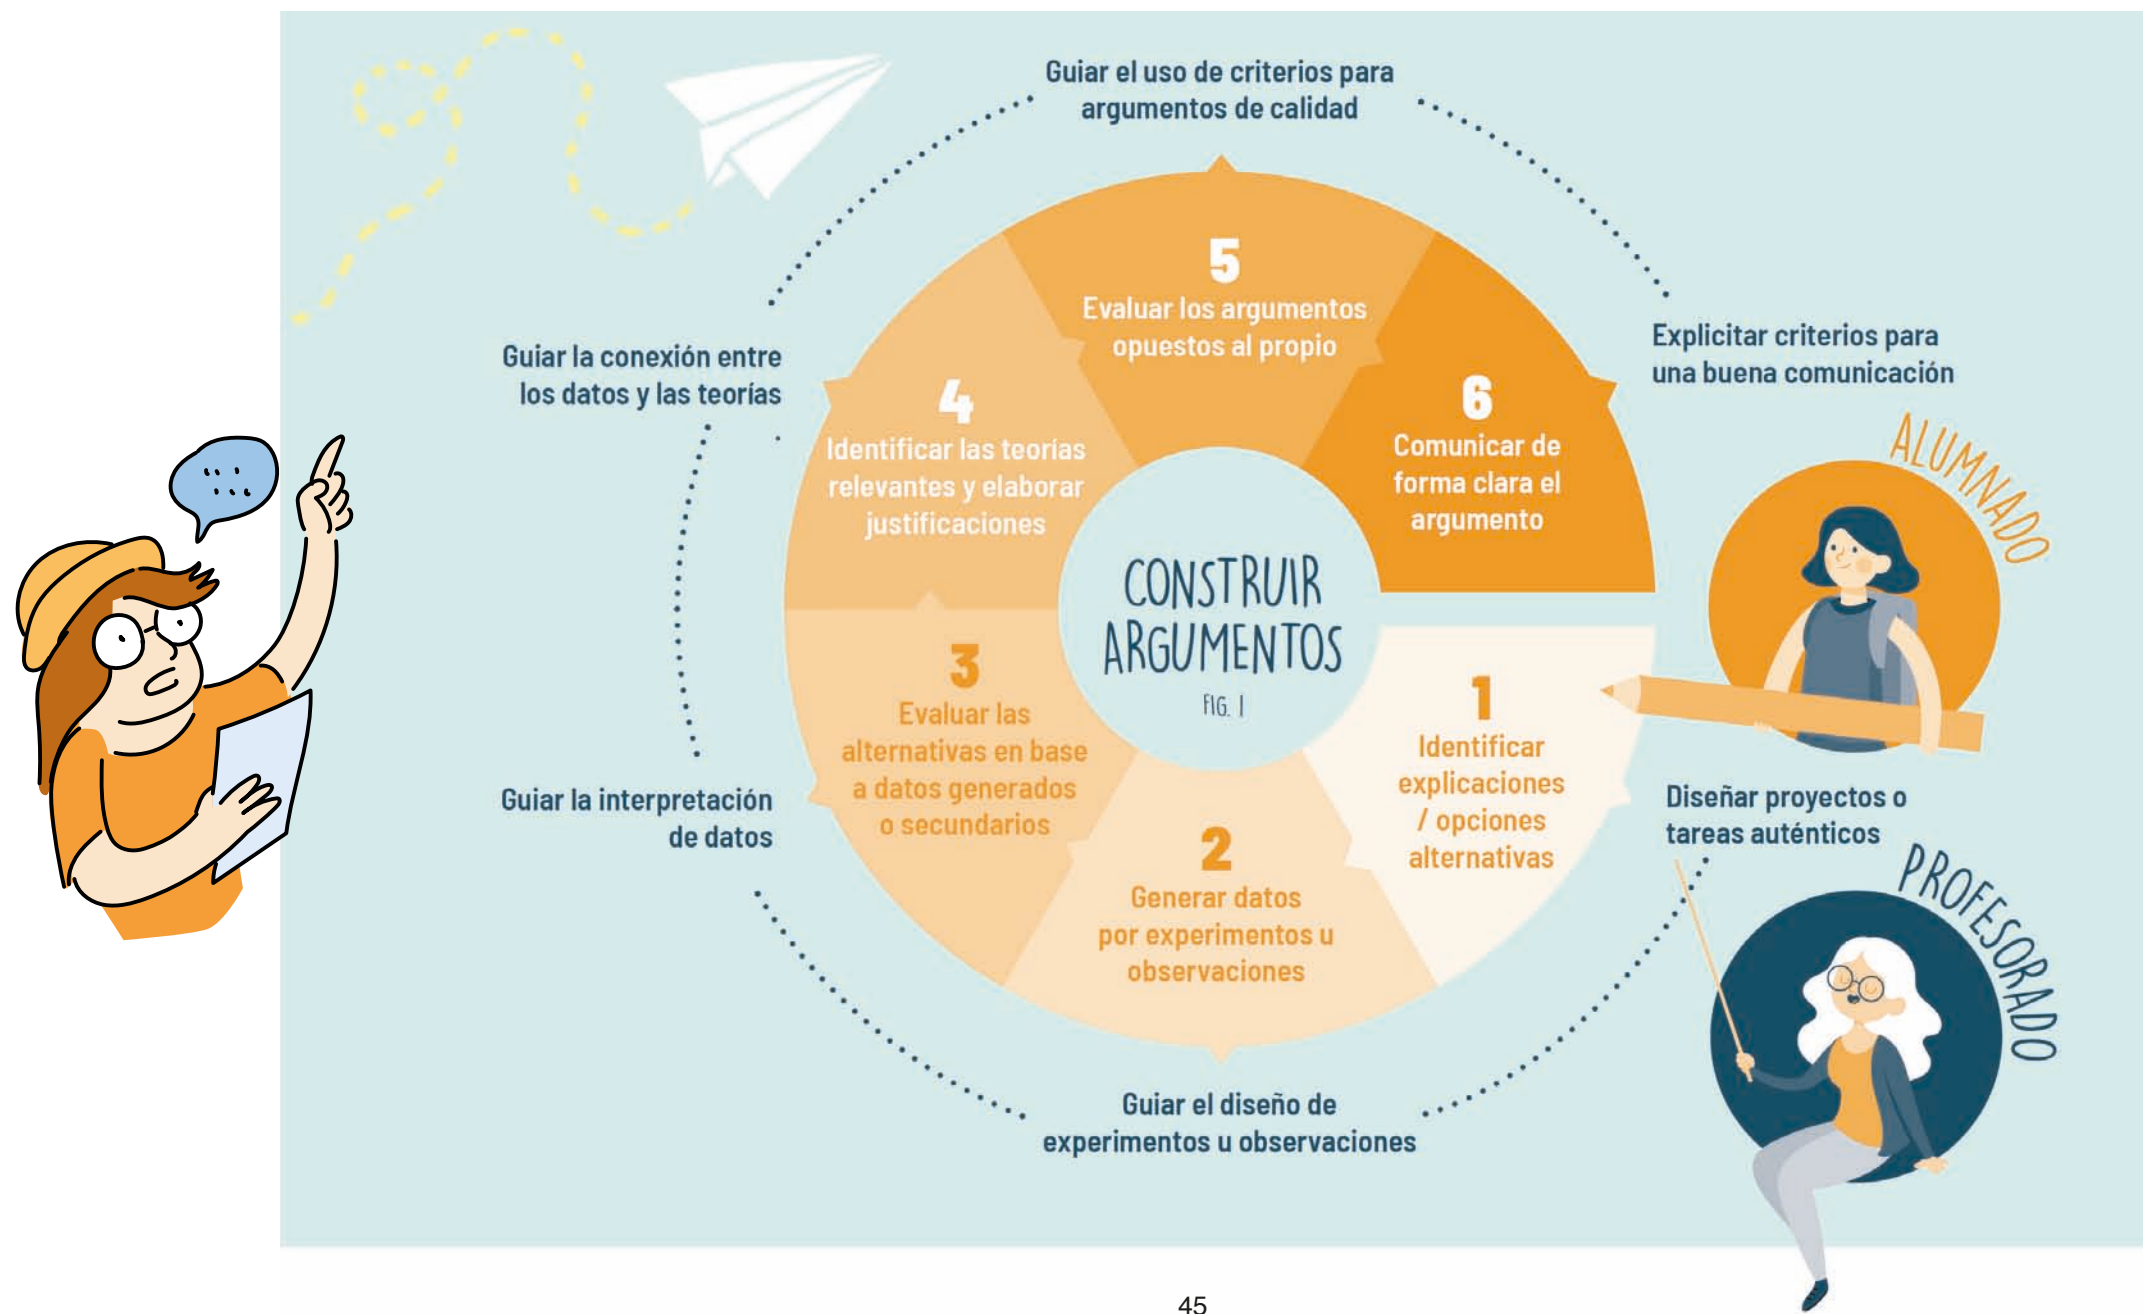 Guiar el uso de criterios para
argumentos de calidad
5
Evaluar los argumentos
opuestos al propio
6
Comunicar de
forma clara el
argumento
Explicitar criterios para
una buena comunicación
Guiar la conexión entre
los datos y las teorías
4
Identificar las teorías
relevantes y elaborar
justificaciones
CONSTRUIR
ARGUMENTOS
FIG. 1
ALUMNADO
3
Evaluar las
alternativas en base
a datos generados
o secundarios
1
Identificar
explicaciones
/ opciones
alternativas
Guiar la interpretación
de datos
2
Generar datos
por experimentos u
observaciones
Diseñar proyectos o
tareas auténticos
PROFESORADO
Guiar el diseño de
experimentos u observaciones
45